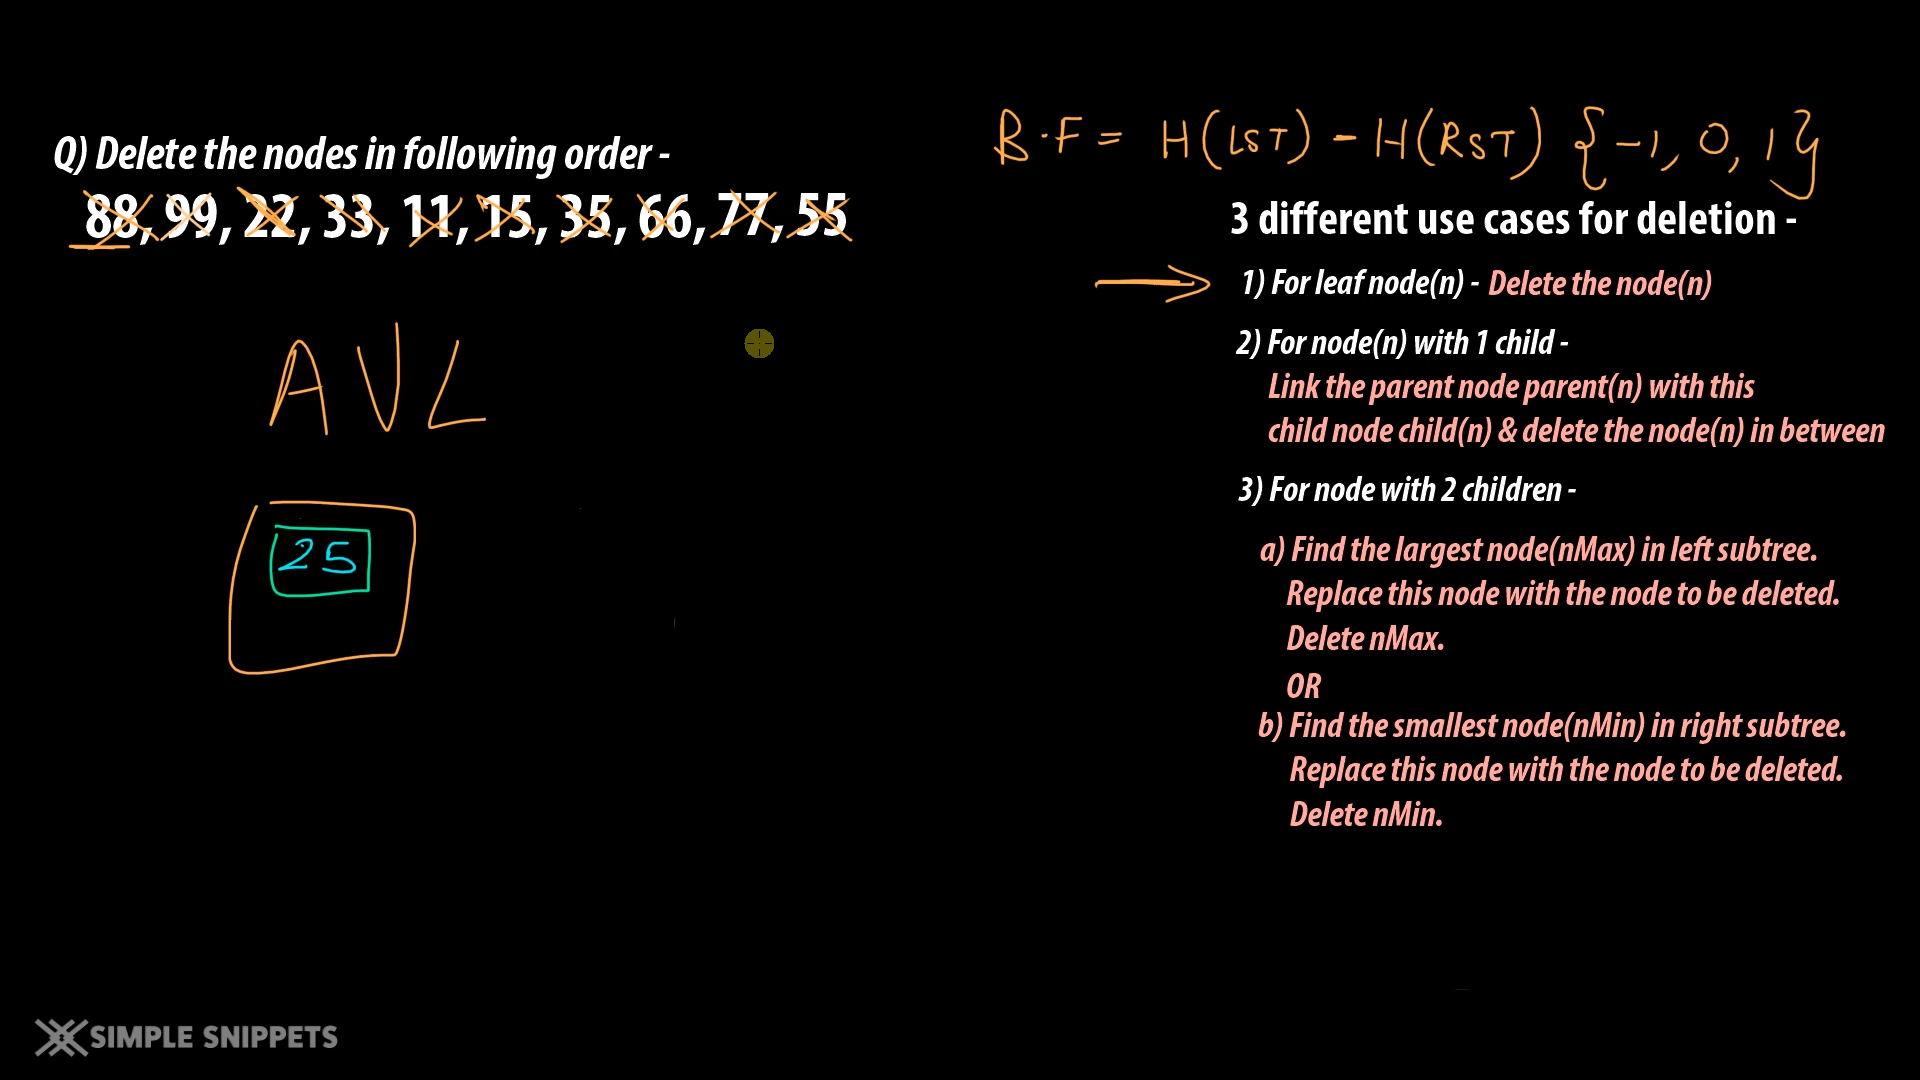 Q) Delete the nodes in following order -
88, 99, 22, 33, 11, 15, 35, 66, 77, 55
AVL
25
B.F = H(LST) - H(RST) {-1, 0, 1}
3 different use cases for deletion -
1) For leaf node(n) - Delete the node(n)
2) For node(n) with 1 child -
Link the parent node parent(n) with this
child node child(n) & delete the node(n) in between
3) For node with 2 children -
a) Find the largest node(nMax) in left subtree.
Replace this node with the node to be deleted.
Delete nMax.
OR
b) Find the smallest node(nMin) in right subtree.
Replace this node with the node to be deleted.
Delete nMin.
SIMPLE SNIPPETS